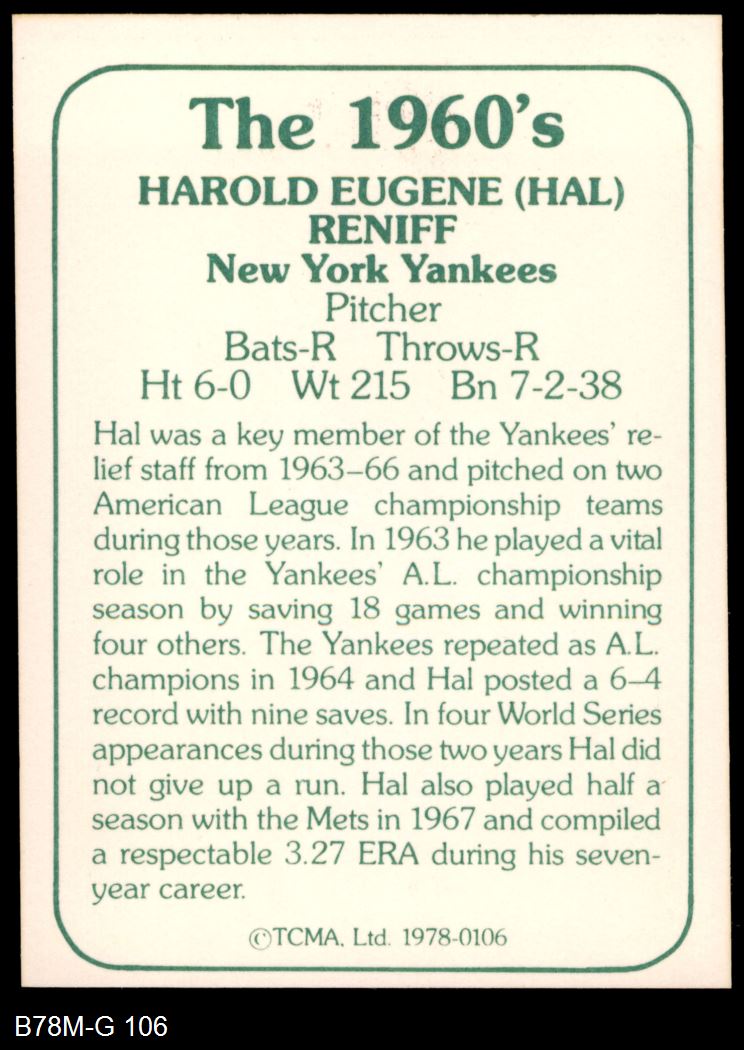 The 1960's
HAROLD EUGENE (HAL)
RENIFF
New York Yankees
Pitcher
Bats-R Throws-R
Ht 6-0 Wt 215 Bn 7-2-38
Hal was a key member of the Yankees' re-
lief staff from 1963–66 and pitched on two
American League championship teams
during those years. In 1963 he played a vital
role in the Yankees' A.L. championship
season by saving 18 games and winning
four others. The Yankees repeated as A.L.
champions in 1964 and Hal posted a 6–4
record with nine saves. In four World Series
appearances during those two years Hal did
not give up a run. Hal also played half a
season with the Mets in 1967 and compiled
a respectable 3.27 ERA during his seven-
year career.
©TCMA, Ltd. 1978-0106
B78M-G 106